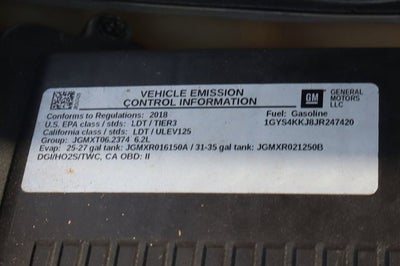 VEHICLE EMISSION
CONTROL INFORMATION
GM
GENERAL
MOTORS
LLC
Conforms to Regulations: 2018
Fuel: Gasoline
U.S. EPA class / stds: LDT / TIER3
1GYS4KKJ8JR247420
California class / stds: LDT / ULEV125
Group: JGMXT06.2374 6.2L
Evap: 25-27 gal tank: JGMXR016150A / 31-35 gal tank: JGMXR021250B
DGI/HO2S/TWC, CA OBD: II